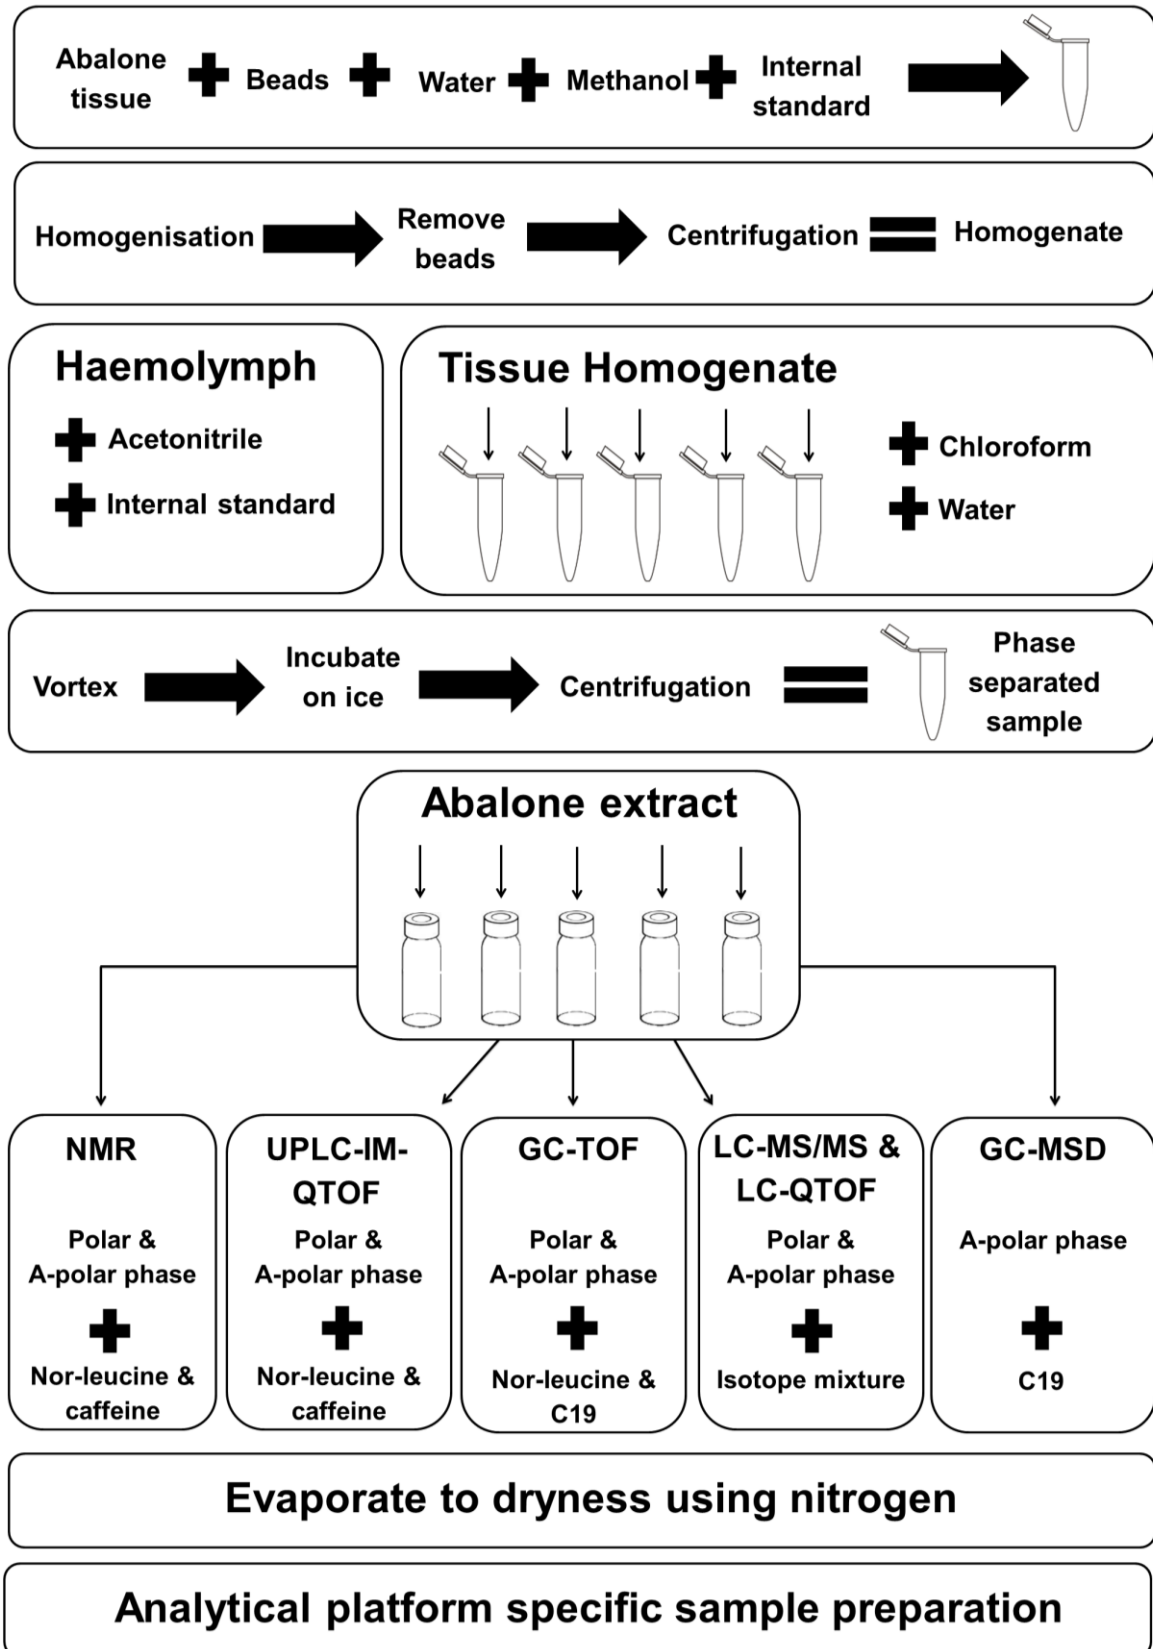 Abalone
tissue
Beads
Water
Methanol
Internal
standard
Homogenisation
Remove
beads
Centrifugation
Homogenate
Haemolymph
Acetonitrile
Internal standard
Tissue Homogenate
Chloroform
Water
Vortex
Incubate
on ice
Centrifugation
Phase
separated
sample
Abalone extract
NMR
Polar &
A-polar phase
Nor-leucine &
caffeine
UPLC-IM-
QTOF
Polar &
A-polar phase
Nor-leucine &
caffeine
GC-TOF
Polar &
A-polar phase
Nor-leucine &
C19
LC-MS/MS &
LC-QTOF
Polar &
A-polar phase
Isotope mixture
GC-MSD
A-polar phase
C19
Evaporate to dryness using nitrogen
Analytical platform specific sample preparation